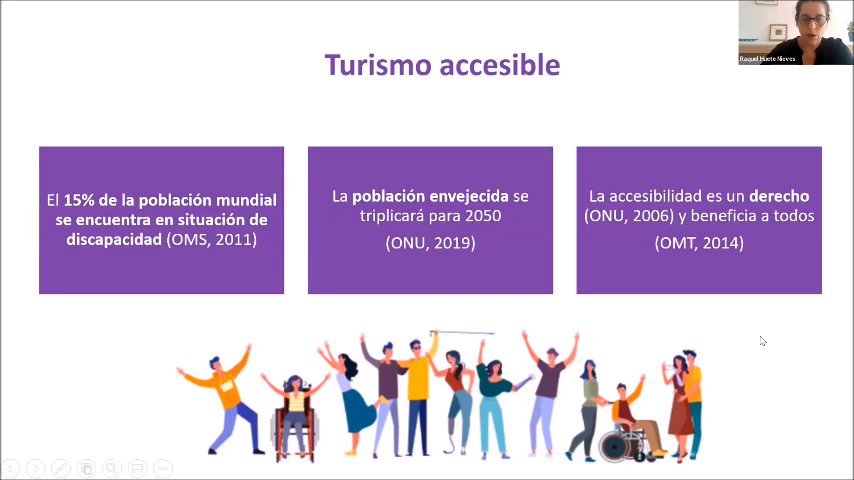 Turismo accesible
Raquel Huete Nieves
El 15% de la población mundial
se encuentra en situación de
discapacidad (OMS, 2011)
La población envejecida se
triplicará para 2050
(ONU, 2019)
La accesibilidad es un derecho
(ONU, 2006) y beneficia a todos
(OMT, 2014)